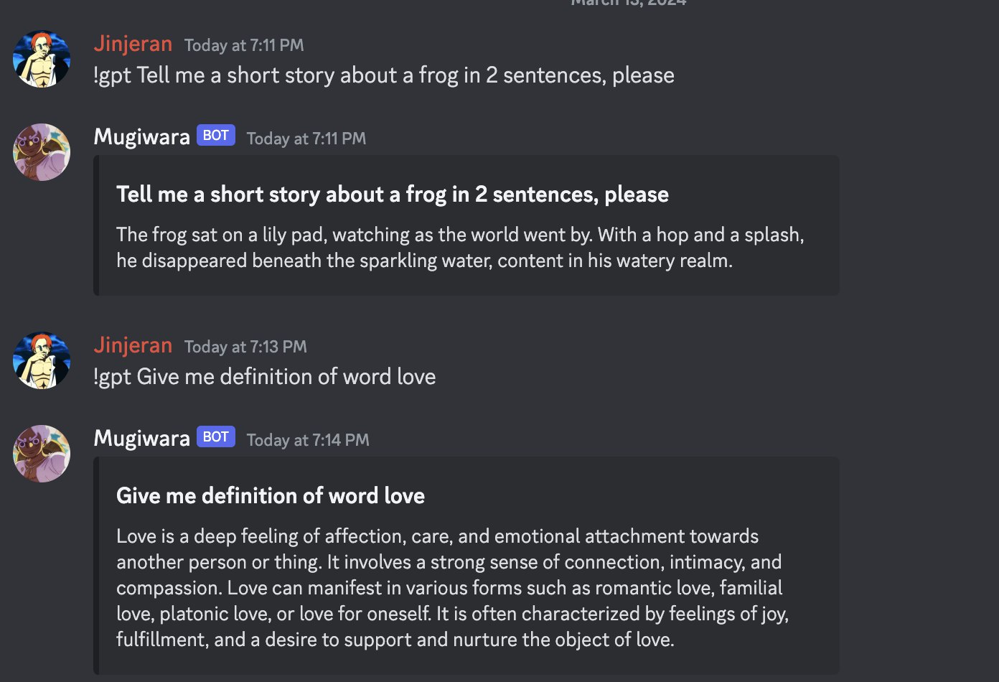 March 13, 2024
Jinjeran Today at 7:11 PM
!gpt Tell me a short story about a frog in 2 sentences, please
Mugiwara BOT Today at 7:11 PM
Tell me a short story about a frog in 2 sentences, please
The frog sat on a lily pad, watching as the world went by. With a hop and a splash,
he disappeared beneath the sparkling water, content in his watery realm.
Jinjeran Today at 7:13 PM
!gpt Give me definition of word love
Mugiwara BOT Today at 7:14 PM
Give me definition of word love
Love is a deep feeling of affection, care, and emotional attachment towards
another person or thing. It involves a strong sense of connection, intimacy, and
compassion. Love can manifest in various forms such as romantic love, familial
love, platonic love, or love for oneself. It is often characterized by feelings of joy,
fulfillment, and a desire to support and nurture the object of love.